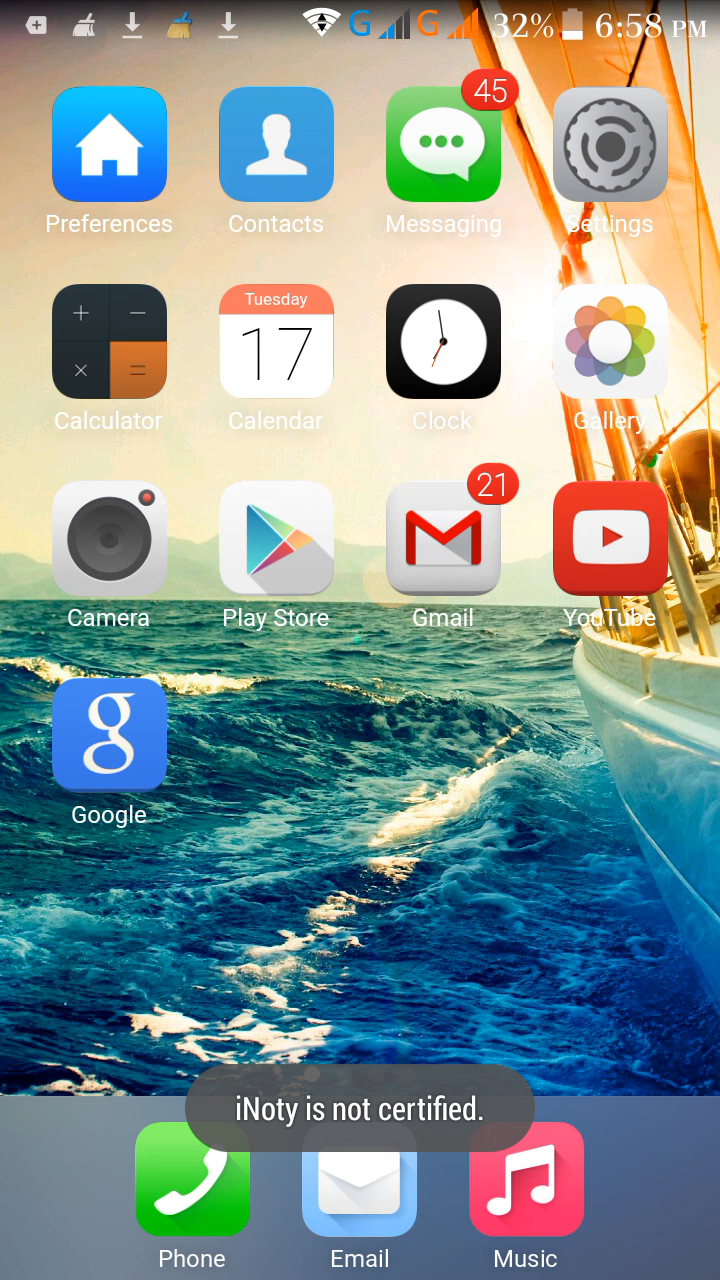 G G 32% 6:58 PM
45
Preferences Contacts Messaging Settings
Tuesday
17
Calculator Calendar Clock Gallery
21
Camera Play Store Gmail YouTube
g
Google
iNoty is not certified.
Phone Email Music